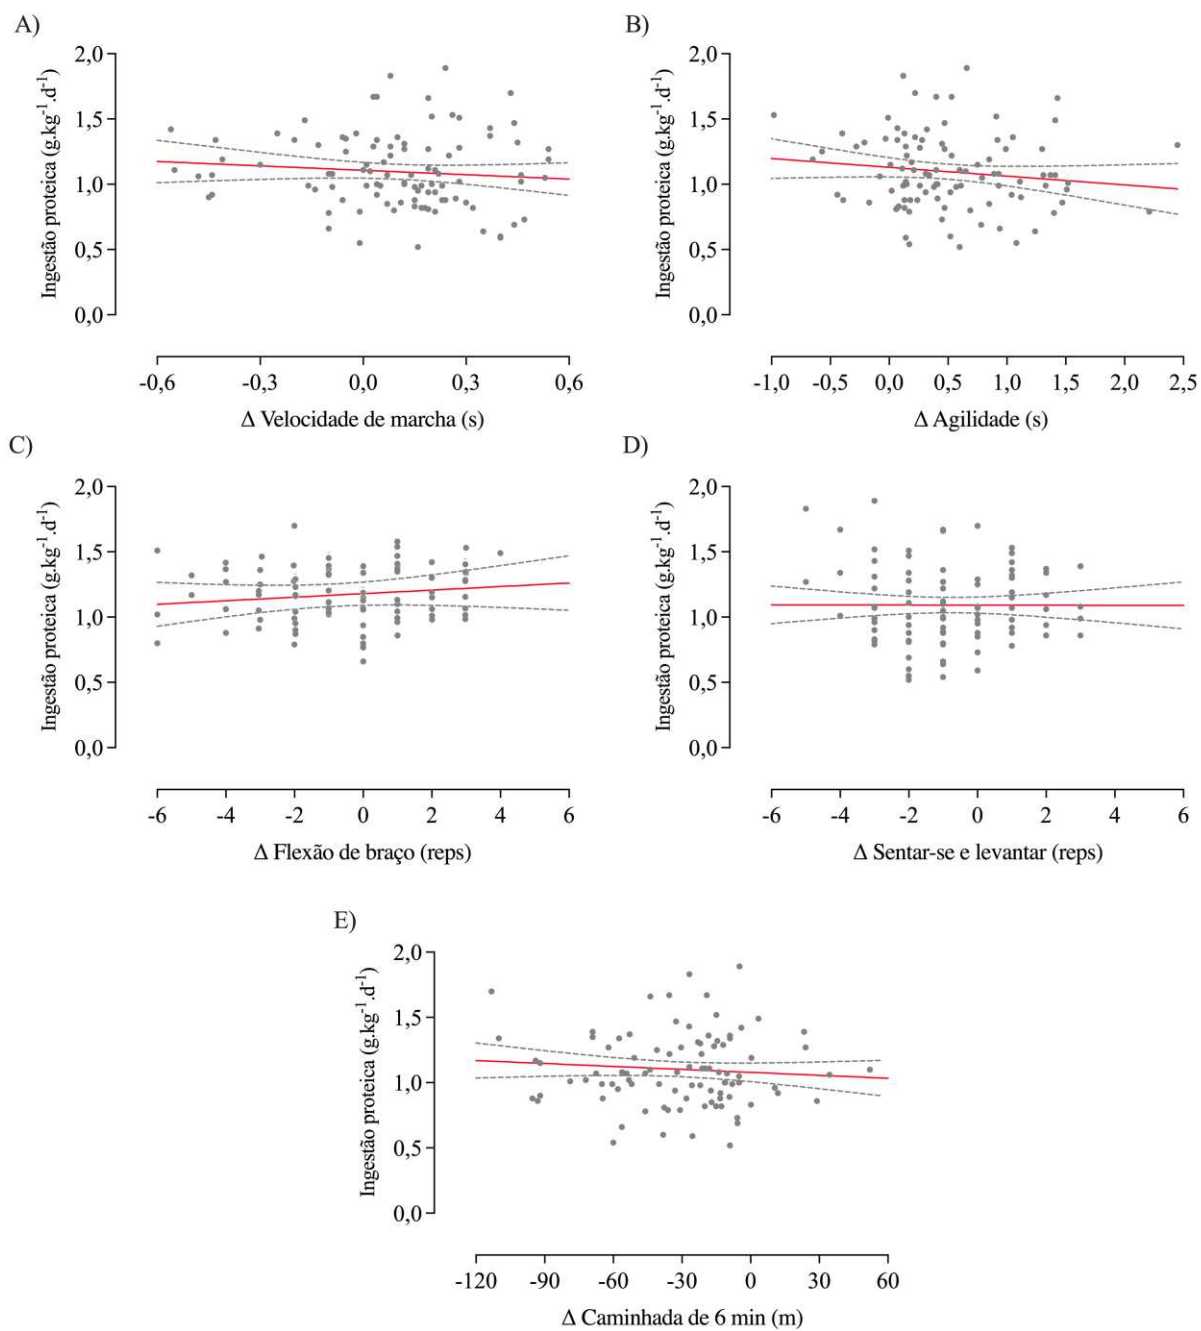 A)
Ingestão proteica (g.kg⁻¹.d⁻¹)
2,0
1,5
1,0
0,5
0,0
-0,6 -0,3 0,0 0,3 0,6
Δ Velocidade de marcha (s)
B)
Ingestão proteica (g.kg⁻¹.d⁻¹)
2,0
1,5
1,0
0,5
0,0
-1,0 -0,5 0,0 0,5 1,0 1,5 2,0 2,5
Δ Agilidade (s)
C)
Ingestão proteica (g.kg⁻¹.d⁻¹)
2,0
1,5
1,0
0,5
0,0
-6 -4 -2 0 2 4 6
Δ Flexão de braço (reps)
D)
Ingestão proteica (g.kg⁻¹.d⁻¹)
2,0
1,5
1,0
0,5
0,0
-6 -4 -2 0 2 4 6
Δ Sentar-se e levantar (reps)
E)
Ingestão proteica (g.kg⁻¹.d⁻¹)
2,0
1,5
1,0
0,5
0,0
-120 -90 -60 -30 0 30 60
Δ Caminhada de 6 min (m)